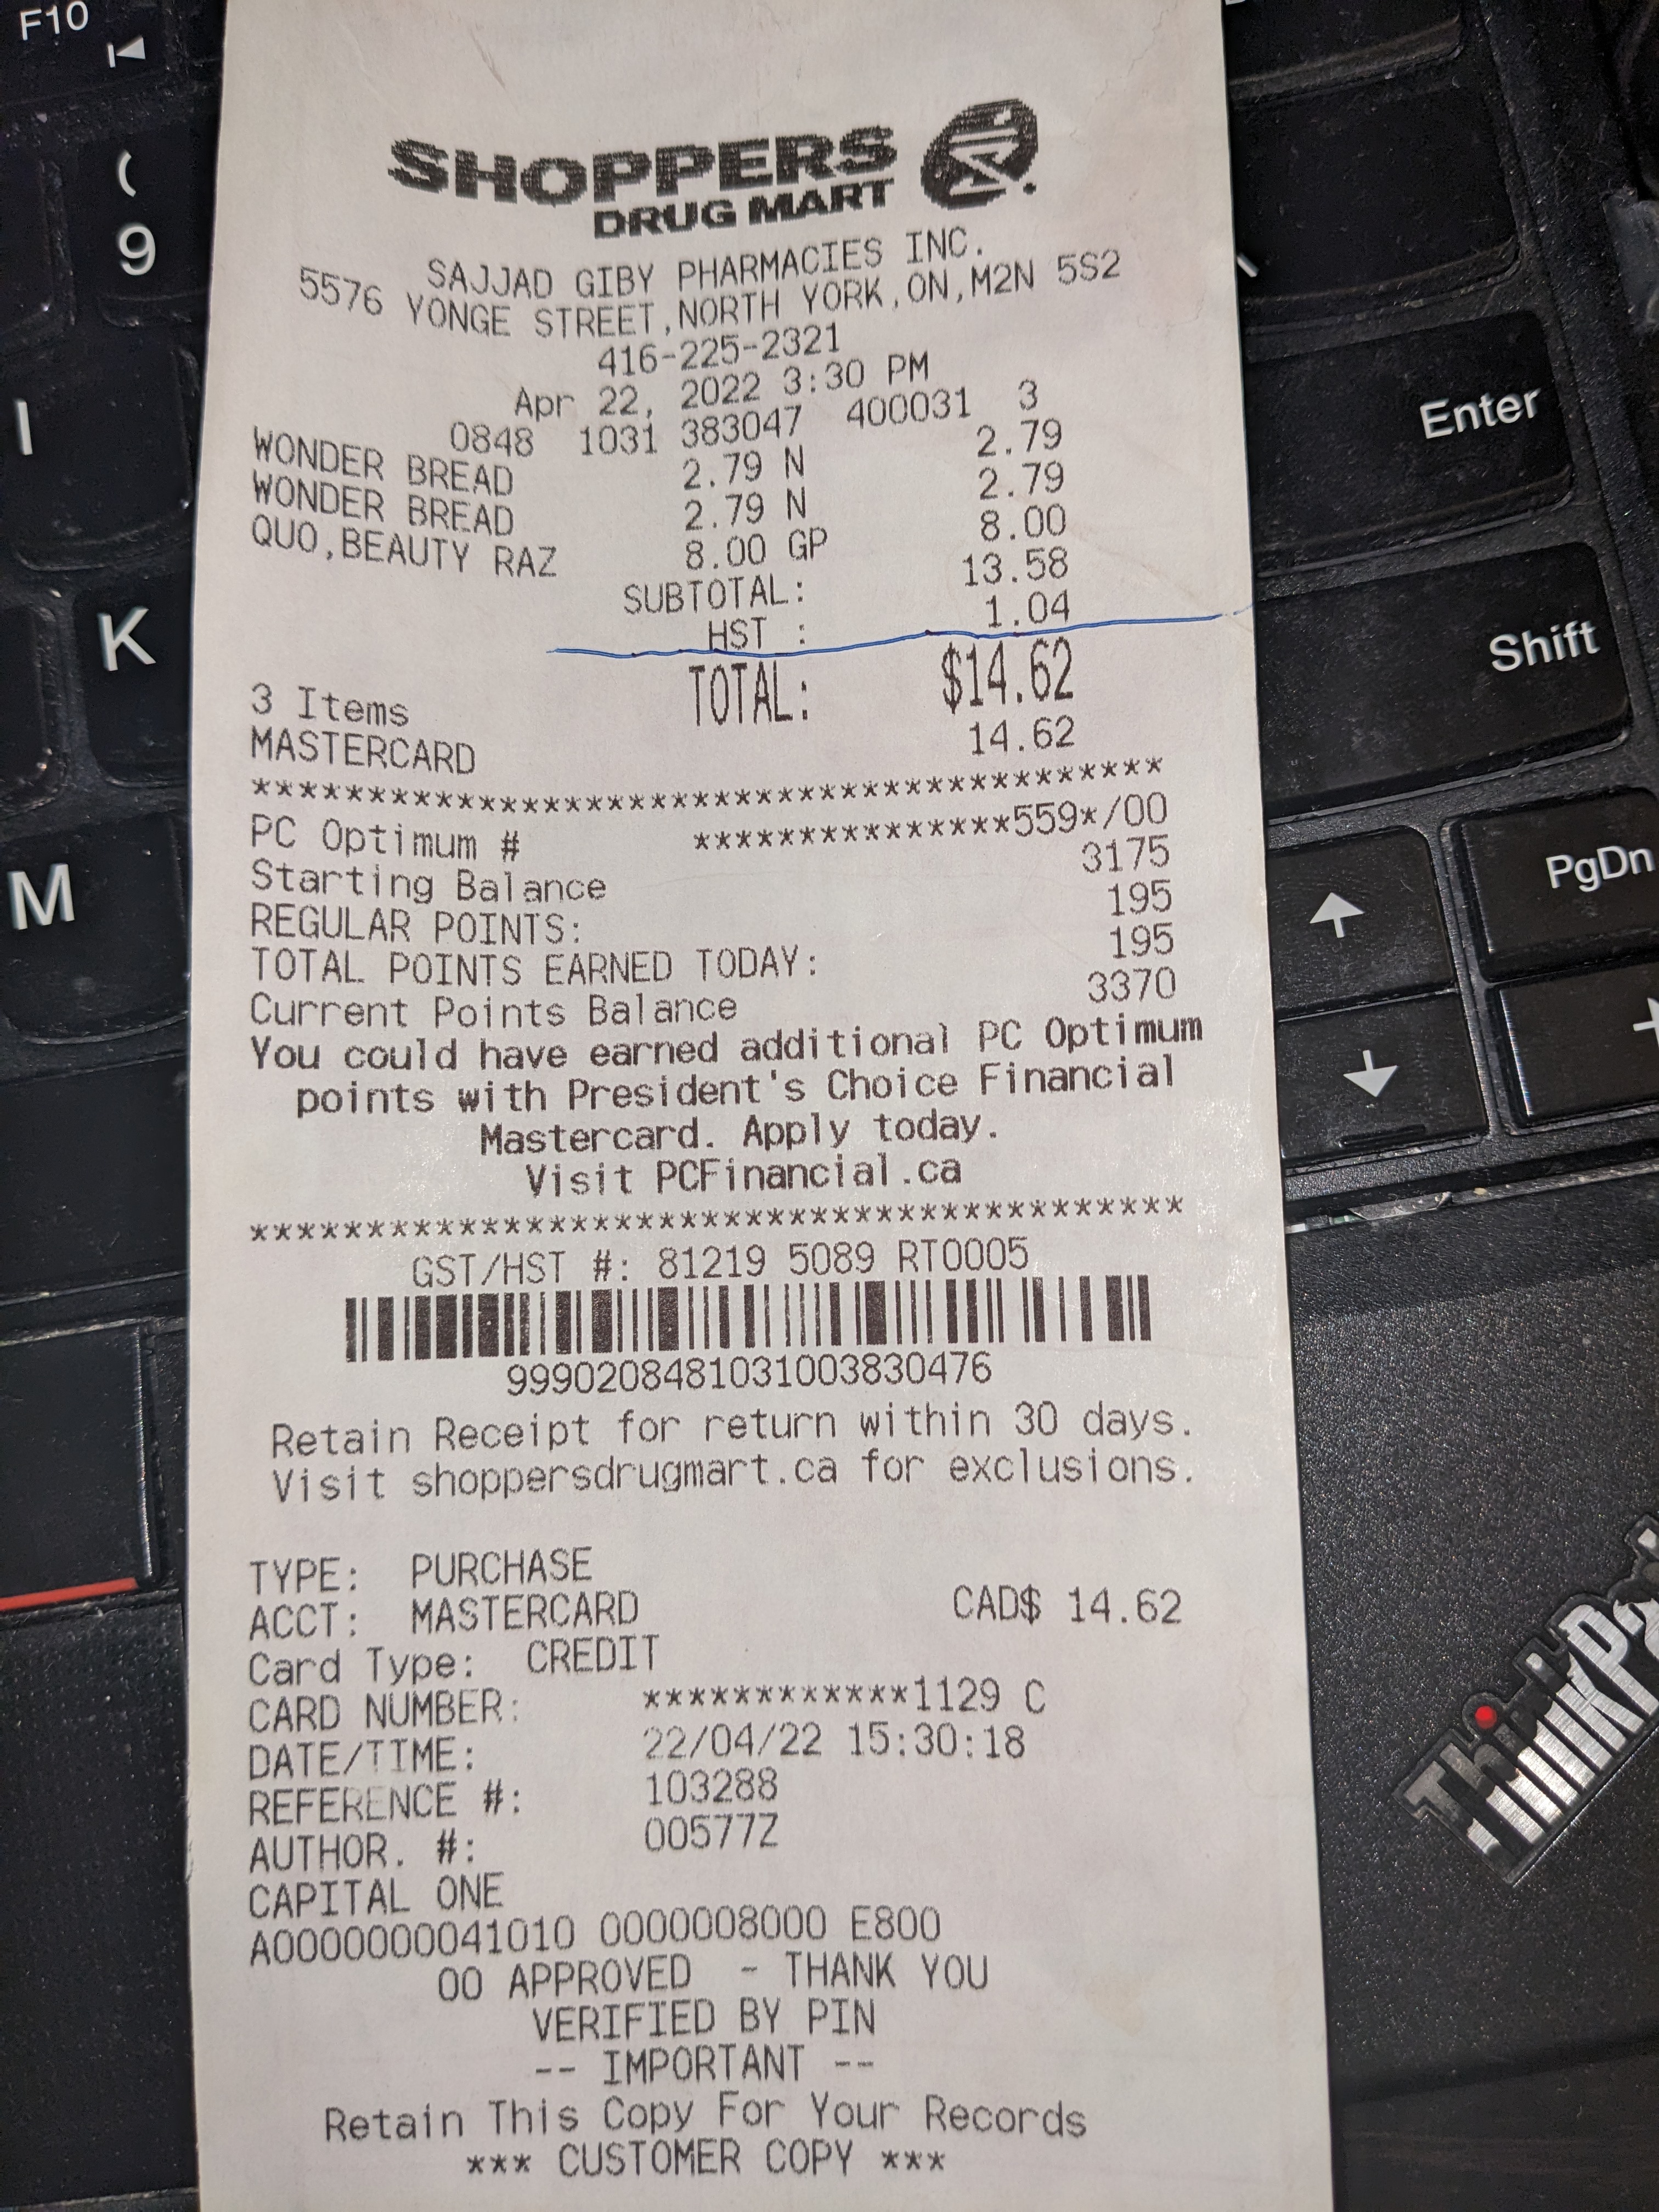 SHOPPERS
DRUG MART
SAJJAD GIBY PHARMACIES INC.
5576 YONGE STREET,NORTH YORK,ON,M2N 5S2
416-225-2321
Apr 22, 2022 3:30 PM
0848 1031 383047 400031 3
WONDER BREAD 2.79 N 2.79
WONDER BREAD 2.79 N 2.79
QUO,BEAUTY RAZ 8.00 GP 8.00
SUBTOTAL: 13.58
HST : 1.04
TOTAL: $14.62
3 Items
MASTERCARD 14.62
****************************************
PC Optimum # **************559*/00
Starting Balance 3175
REGULAR POINTS: 195
TOTAL POINTS EARNED TODAY: 195
Current Points Balance 3370
You could have earned additional PC Optimum
points with President's Choice Financial
Mastercard. Apply today.
Visit PCFinancial.ca
****************************************
GST/HST #: 81219 5089 RT0005
99902084810310038304​76
Retain Receipt for return within 30 days.
Visit shoppersdrugmart.ca for exclusions.
TYPE: PURCHASE
ACCT: MASTERCARD CAD$ 14.62
Card Type: CREDIT
CARD NUMBER: ************1129 C
DATE/TIME: 22/04/22 15:30:18
REFERENCE #: 103288
AUTHOR. #: 00577Z
CAPITAL ONE
A0000000041010 0000008000 E800
00 APPROVED - THANK YOU
VERIFIED BY PIN
-- IMPORTANT --
Retain This Copy For Your Records
*** CUSTOMER COPY ***
F10
(
9
I
K
M
Enter
Shift
PgDn
ThinkPad